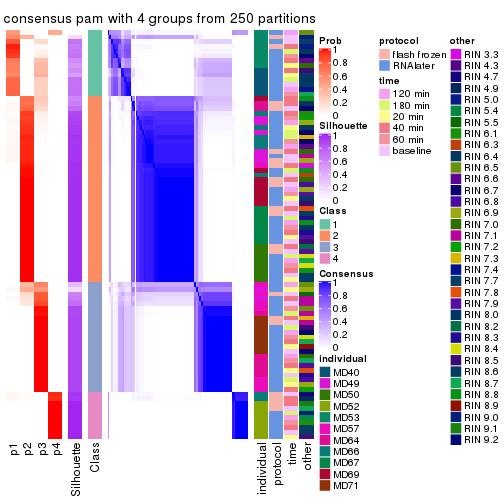 consensus pam with 4 groups from 250 partitions
p1
p2
p3
p4
Silhouette
Class
individual
protocol
time
other
Prob
1
0.8
0.6
0.4
0.2
0
Silhouette
1
0.8
0.6
0.4
0.2
0
Class
1
2
3
4
Consensus
1
0.8
0.6
0.4
0.2
0
Individual
MD40
MD49
MD50
MD52
MD57
MD64
MD66
MD67
MD69
MD71
protocol
flash frozen
RNAlater
time
120 min
180 min
20 min
40 min
60 min
baseline
other
RIN 3.3
RIN 4.3
RIN 4.7
RIN 4.9
RIN 5.0
RIN 5.4
RIN 5.5
RIN 6.1
RIN 6.3
RIN 6.4
RIN 6.5
RIN 6.6
RIN 6.7
RIN 6.8
RIN 6.9
RIN 7.0
RIN 7.1
RIN 7.2
RIN 7.3
RIN 7.4
RIN 7.7
RIN 7.8
RIN 7.9
RIN 8.0
RIN 8.2
RIN 8.3
RIN 8.4
RIN 8.5
RIN 8.6
RIN 8.7
RIN 8.8
RIN 8.9
RIN 9.0
RIN 9.1
RIN 9.2